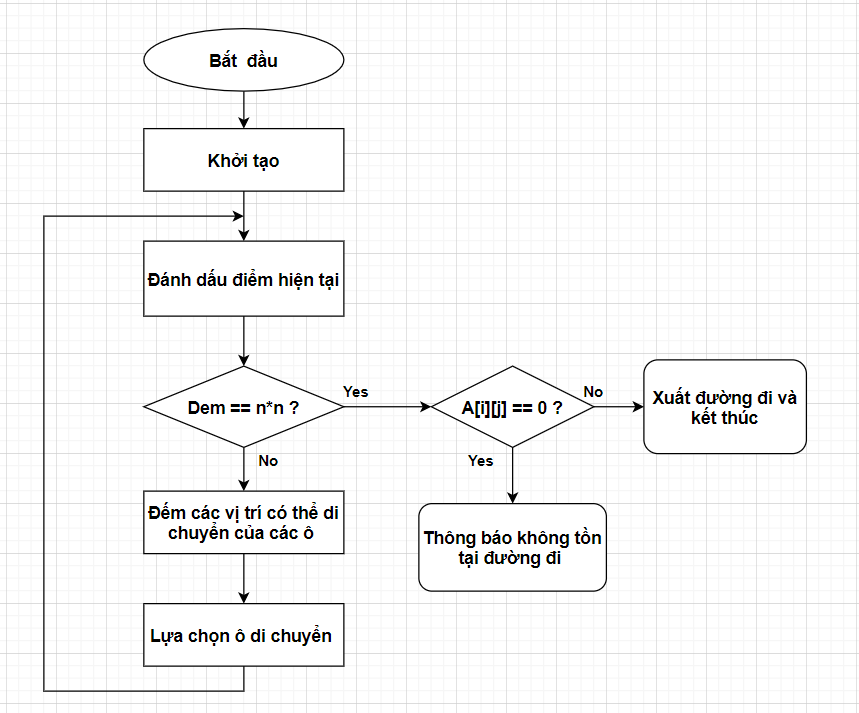 Bắt đầu
Khởi tạo
Đánh dấu điểm hiện tại
Dem == n*n ?
Yes
A[i][j] == 0 ?
No
Xuất đường đi và
kết thúc
No
Yes
Đếm các vị trí có thể di
chuyển của các ô
Thông báo không tồn
tại đường đi
Lựa chọn ô di chuyển